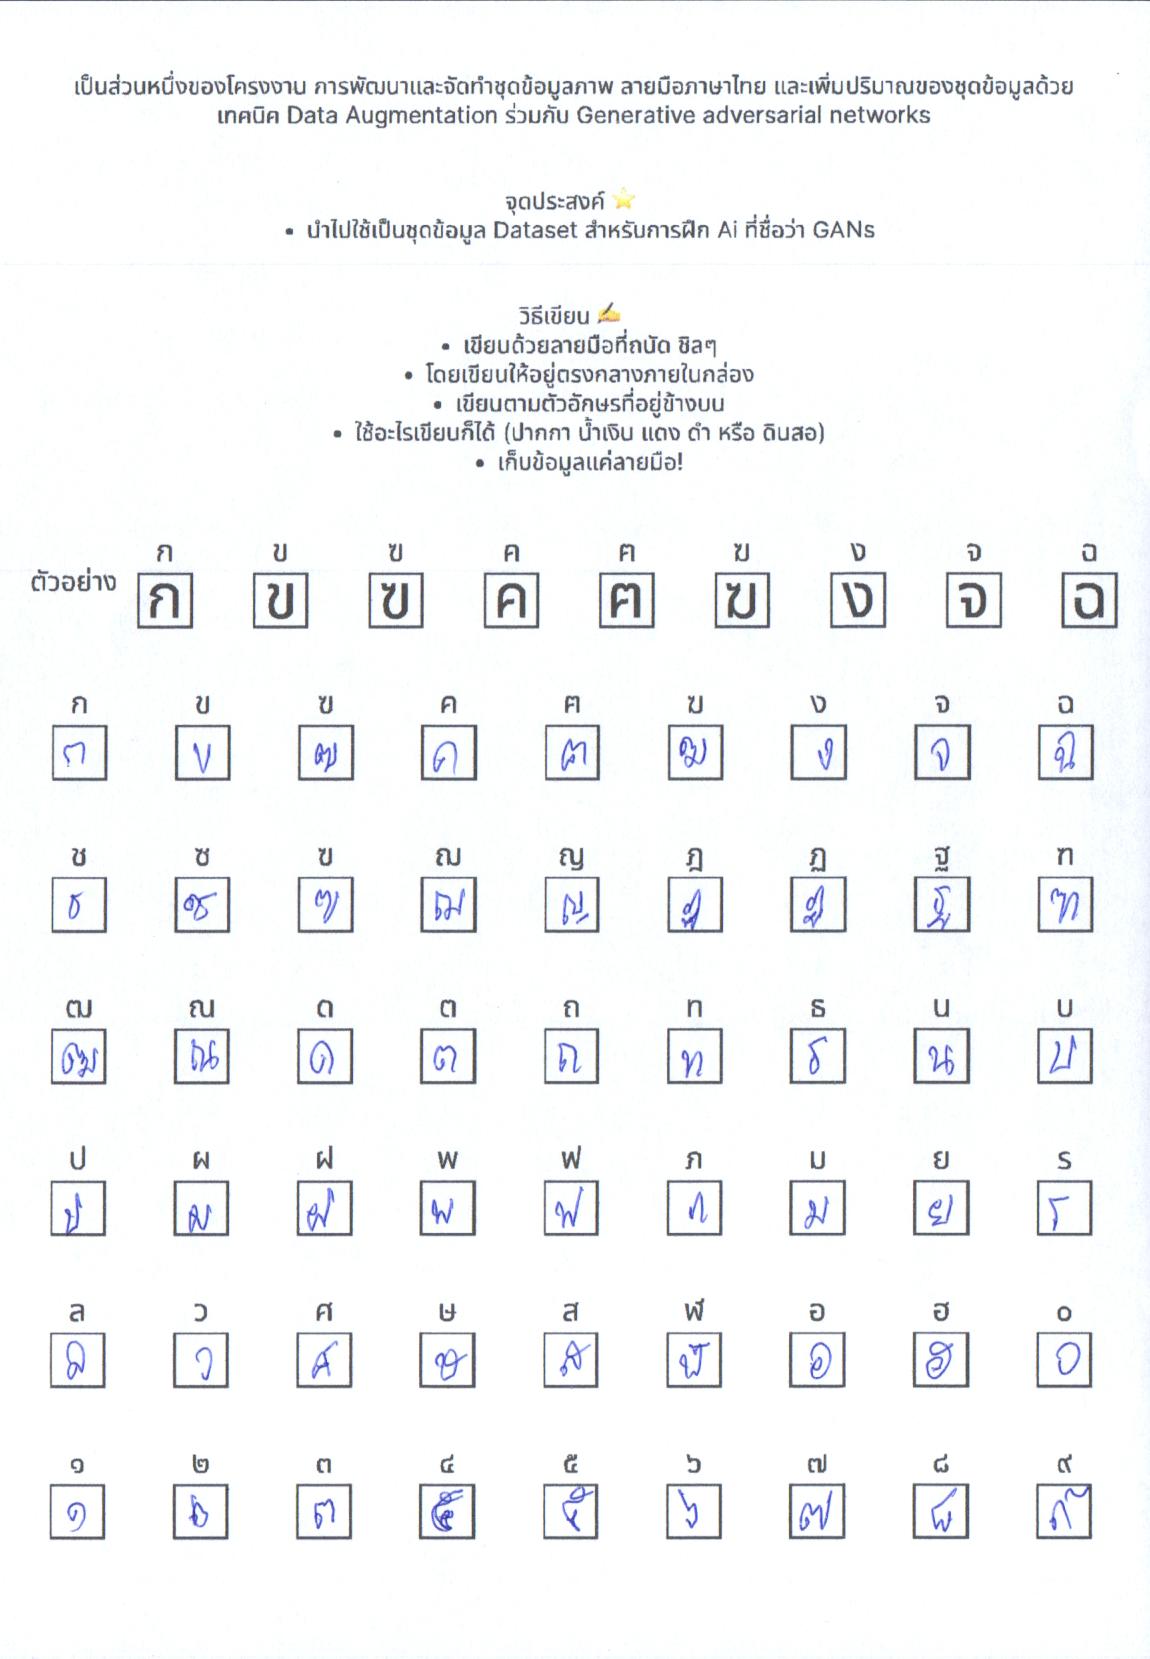 เป็นส่วนหนึ่งของโครงงาน การพัฒนาและจัดทำชุดข้อมูลภาพ ลายมือภาษาไทย และเพิ่มปริมาณของชุดข้อมูลด้วย
เทคนิค Data Augmentation ร่วมกับ Generative adversarial networks
จุดประสงค์ ⭐
• นำไปใช้เป็นชุดข้อมูล Dataset สำหรับการฝึก Ai ที่ชื่อว่า GANs
วิธีเขียน ✍
• เขียนด้วยลายมือที่ถนัด ชิลๆ
• โดยเขียนให้อยู่ตรงกลางภายในกล่อง
• เขียนตามตัวอักษรที่อยู่ข้างบน
• ใช้อะไรเขียนก็ได้ (ปากกา น้ำเงิน แดง ดำ หรือ ดินสอ)
• เก็บข้อมูลแค่ลายมือ!
ก ข ฃ ค ฅ ฆ ง จ ฉ
ตัวอย่าง ก ข ฃ ค ฅ ฆ ง จ ฉ
ก ข ฃ ค ฅ ฆ ง จ ฉ
ก ข ฃ ค ฅ ฆ ง จ ฉ
ช ซ ฃ ฌ ญ ฎ ฏ ฐ ฑ
ช ซ ฃ ฌ ญ ฎ ฏ ฐ ฑ
ฒ ณ ด ต ถ ท ธ น บ
ฒ ณ ด ต ถ ท ธ น บ
ป ผ ฝ พ ฟ ภ ม ย ร
ป ผ ฝ พ ฟ ภ ม ย ร
ล ว ศ ษ ส ฬ อ ฮ ๐
ล ว ศ ษ ส ฬ อ ฮ ๐
๑ ๒ ๓ ๔ ๕ ๖ ๗ ๘ ๙
๑ ๒ ๓ ๕ ๖ ๗ ๘ ๙